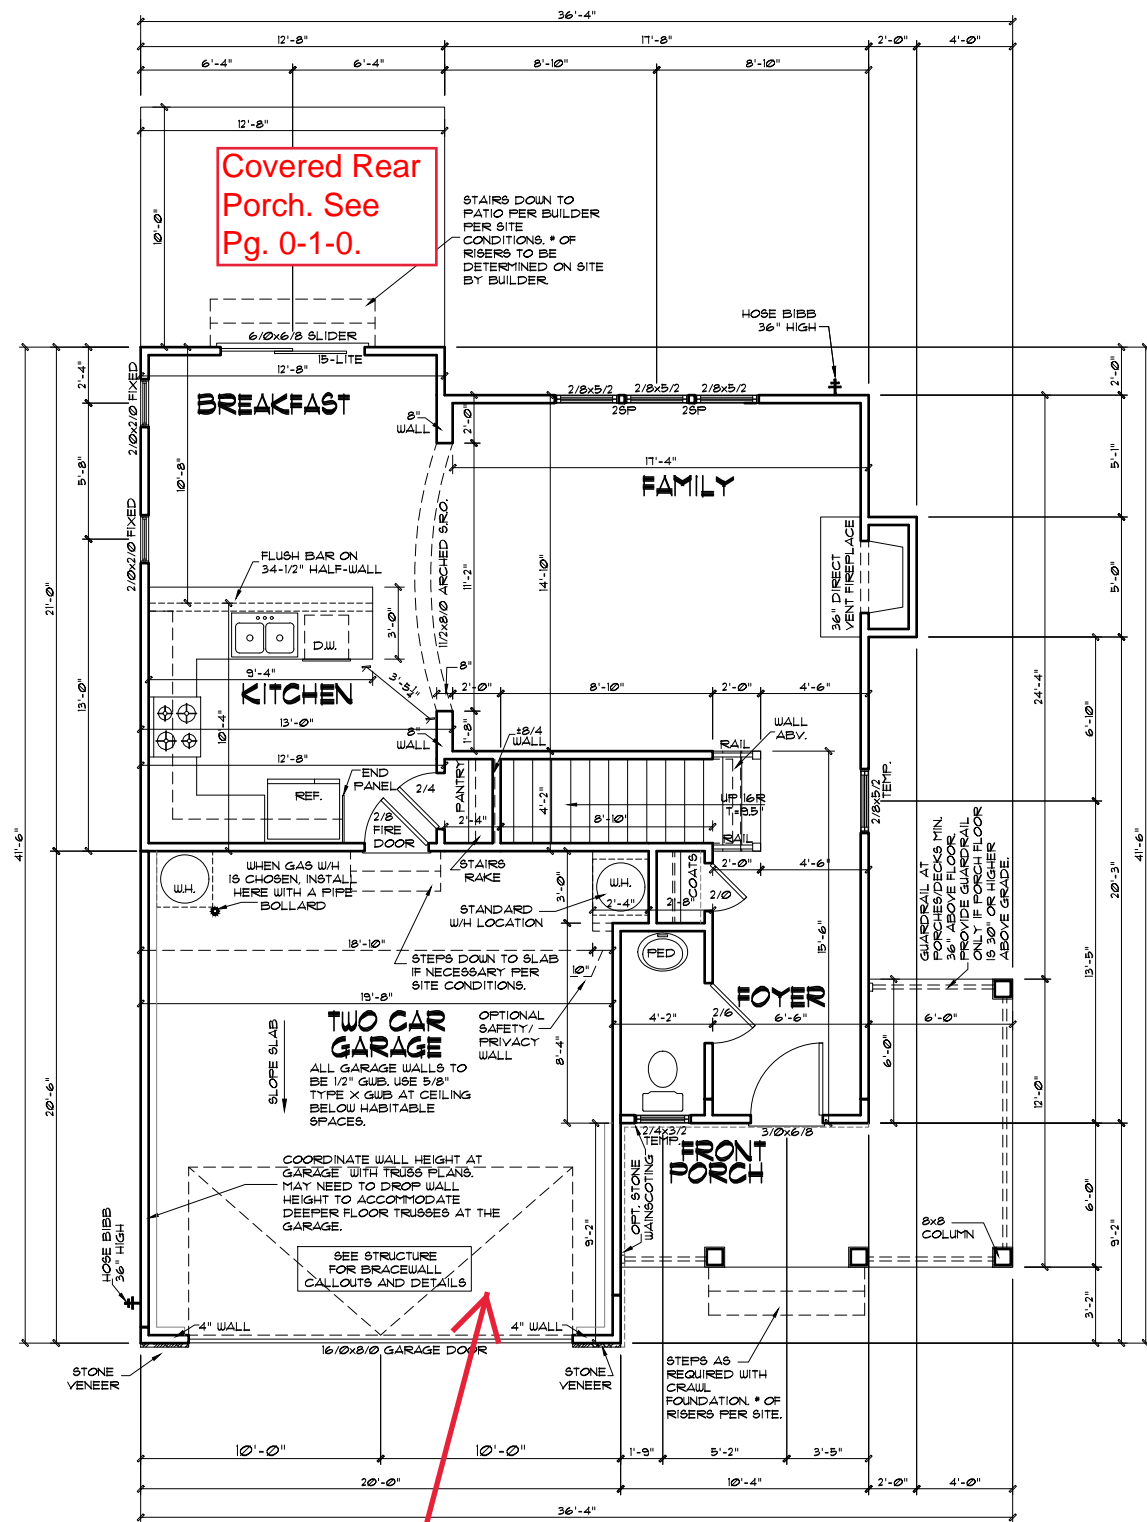 36'-4"
12'-8"
17'-8"
2'-0"
4'-0"
6'-4"
6'-4"
8'-10"
8'-10"
12'-8"
10'-0"
Covered Rear
Porch. See
Pg. 0-1-0.
STAIRS DOWN TO
PATIO PER BUILDER
PER SITE
CONDITIONS. # OF
RISERS TO BE
DETERMINED ON SITE
BY BUILDER.
HOSE BIBB
36" HIGH
6/0x6/8 SLIDER
15-LITE
12'-8"
BREAKFAST
8"
WALL
2'-0"
2/8x5/2
2/8x5/2
2/8x5/2
2SP
2SP
2'-4"
2/0x2/0 FIXED
5'-8"
10'-8"
2/0x2/0 FIXED
17'-4"
FAMILY
2'-0"
5'-1"
FLUSH BAR ON
34-1/2" HALF-WALL
11/2x8/0 ARCHED S.R.O.
11'-2"
14'-10"
36" DIRECT
VENT FIREPLACE
5'-0"
21'-0"
3'-0"
D.W.
9'-4"
KITCHEN
3'-5 1/2"
8"
2'-0"
8'-10"
2'-0"
4'-6"
24'-4"
13'-0"
13'-0"
10'-4"
8"
WALL
1'-8"
±8/4
WALL
WALL
ABV.
RAIL
6'-10"
12'-8"
END
PANEL
REF.
2/4
PANTRY
4'-2"
UP 16R
T=9.5"
2/8x5/2
TEMP.
2/8
FIRE
DOOR
2'-4"
8'-10"
RAIL
41'-6"
41'-6"
20'-3"
W.H.
WHEN GAS W/H
IS CHOSEN, INSTALL
HERE WITH A PIPE
BOLLARD
STAIRS
RAKE
3'-0"
W.H.
2'-4"
2'-8"
COATS
2'-0"
4'-6"
2/0
STANDARD
W/H LOCATION
15'-6"
GUARDRAIL AT
PORCHES/DECKS MIN.
36" ABOVE FLOOR.
PROVIDE GUARDRAIL
ONLY IF PORCH FLOOR
IS 30" OR HIGHER
ABOVE GRADE.
18'-10"
STEPS DOWN TO SLAB
IF NECESSARY PER
SITE CONDITIONS.
10"
PED
13'-5"
19'-8"
TWO CAR
GARAGE
OPTIONAL
SAFETY/
PRIVACY
WALL
FOYER
2/6
4'-2"
6'-6"
6'-0"
6'-0"
SLOPE SLAB
ALL GARAGE WALLS TO
BE 1/2" GWB. USE 5/8"
TYPE X GWB AT CEILING
BELOW HABITABLE
SPACES.
8'-4"
12'-0"
20'-6"
2/4x3/2
TEMP.
3/0x6/8
FRONT
PORCH
COORDINATE WALL HEIGHT AT
GARAGE WITH TRUSS PLANS.
MAY NEED TO DROP WALL
HEIGHT TO ACCOMMODATE
DEEPER FLOOR TRUSSES AT THE
GARAGE.
OPT. STONE
WAINSCOTING
9'-2"
8x8
COLUMN
6'-0"
9'-2"
HOSE BIBB
36" HIGH
SEE STRUCTURE
FOR BRACEWALL
CALLOUTS AND DETAILS
3'-2"
4" WALL
4" WALL
16/0x8/0 GARAGE DOOR
STONE
VENEER
STONE
VENEER
STEPS AS
REQUIRED WITH
CRAWL
FOUNDATION. # OF
RISERS PER SITE.
10'-0"
10'-0"
1'-9"
5'-2"
3'-5"
20'-0"
10'-4"
2'-0"
4'-0"
36'-4"